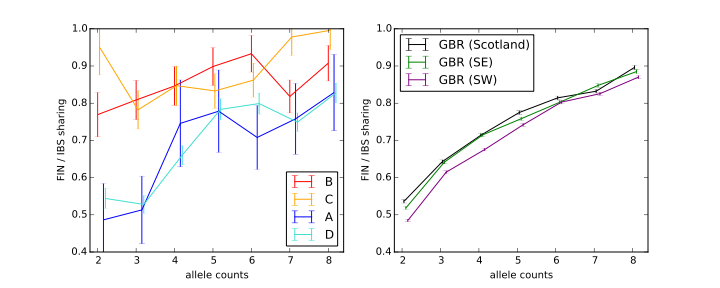 1.0
0.9
0.8
0.7
0.6
0.5
0.4
FIN / IBS sharing
2 3 4 5 6 7 8
allele counts
B
C
A
D
1.0
0.9
0.8
0.7
0.6
0.5
0.4
FIN / IBS sharing
2 3 4 5 6 7 8
allele counts
GBR (Scotland)
GBR (SE)
GBR (SW)